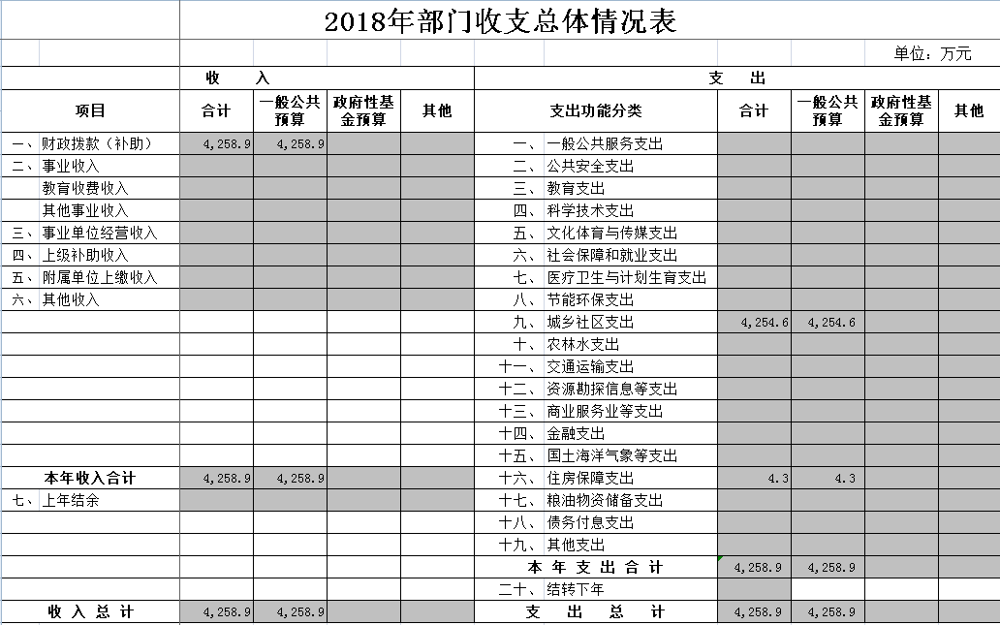 2018年部门收支总体情况表
单位：万元
收 入 支 出
项目 合计 一般公共预算 政府性基金预算 其他 支出功能分类 合计 一般公共预算 政府性基金预算 其他
一、财政拨款（补助） 4,258.9 4,258.9 一、一般公共服务支出
二、事业收入 二、公共安全支出
教育收费收入 三、教育支出
其他事业收入 四、科学技术支出
三、事业单位经营收入 五、文化体育与传媒支出
四、上级补助收入 六、社会保障和就业支出
五、附属单位上缴收入 七、医疗卫生与计划生育支出
六、其他收入 八、节能环保支出
九、城乡社区支出 4,254.6 4,254.6
十、农林水支出
十一、交通运输支出
十二、资源勘探信息等支出
十三、商业服务业等支出
十四、金融支出
十五、国土海洋气象等支出
本年收入合计 4,258.9 4,258.9 十六、住房保障支出 4.3 4.3
七、上年结余 十七、粮油物资储备支出
十八、债务付息支出
十九、其他支出
本 年 支 出 合 计 4,258.9 4,258.9
二十、结转下年
收 入 总 计 4,258.9 4,258.9 支 出 总 计 4,258.9 4,258.9